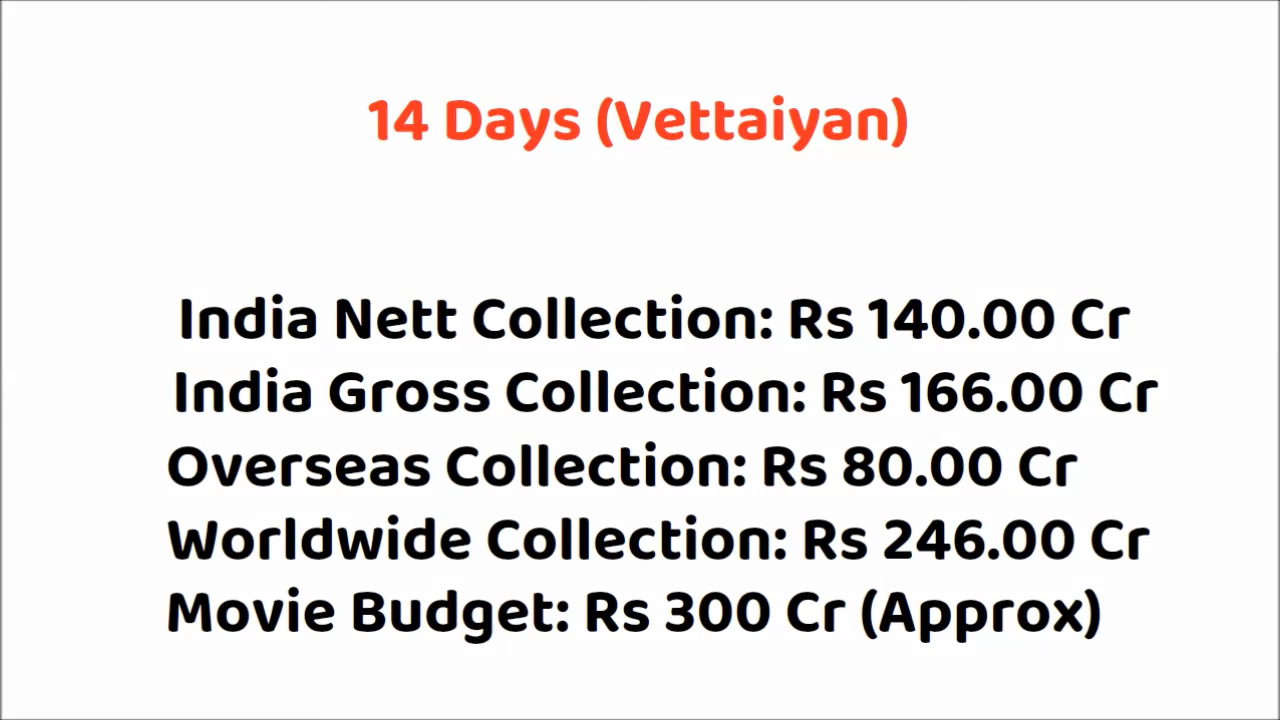 14 Days (Vettaiyan)
India Nett Collection: Rs 140.00 Cr
India Gross Collection: Rs 166.00 Cr
Overseas Collection: Rs 80.00 Cr
Worldwide Collection: Rs 246.00 Cr
Movie Budget: Rs 300 Cr (Approx)